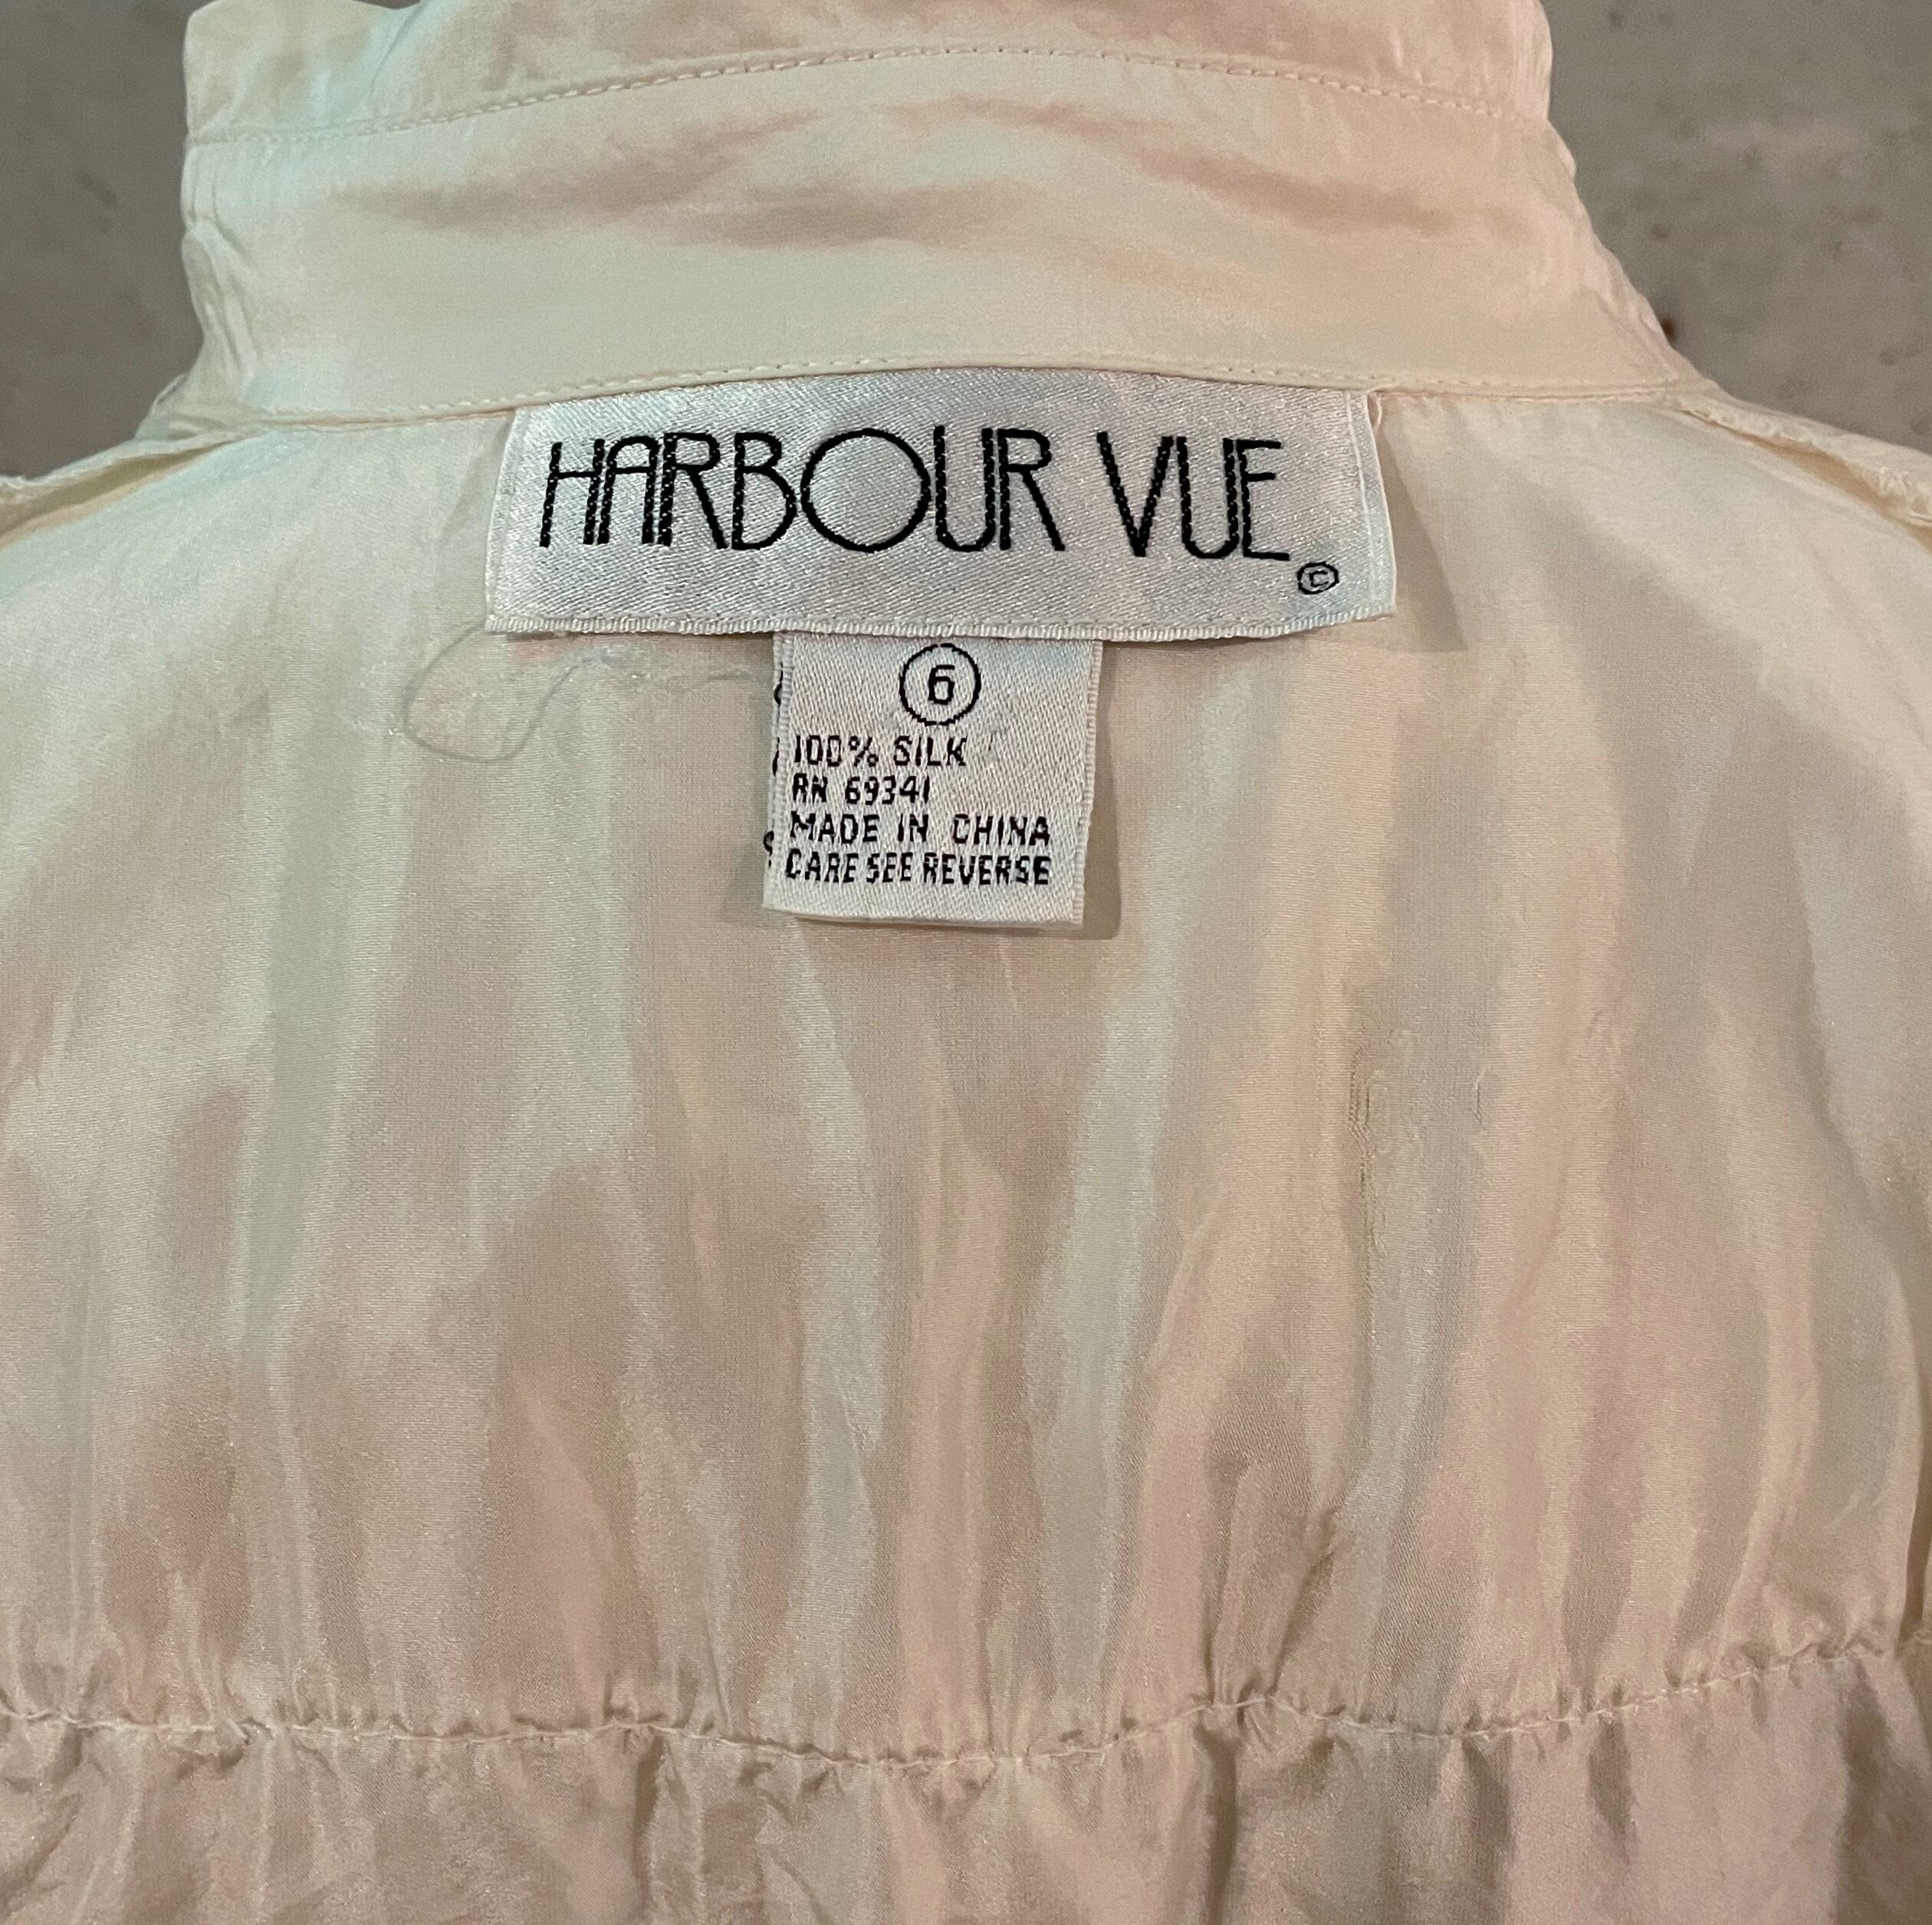 HARBOUR VUE
©
6
100% SILK
RN 69341
MADE IN CHINA
CARE SEE REVERSE